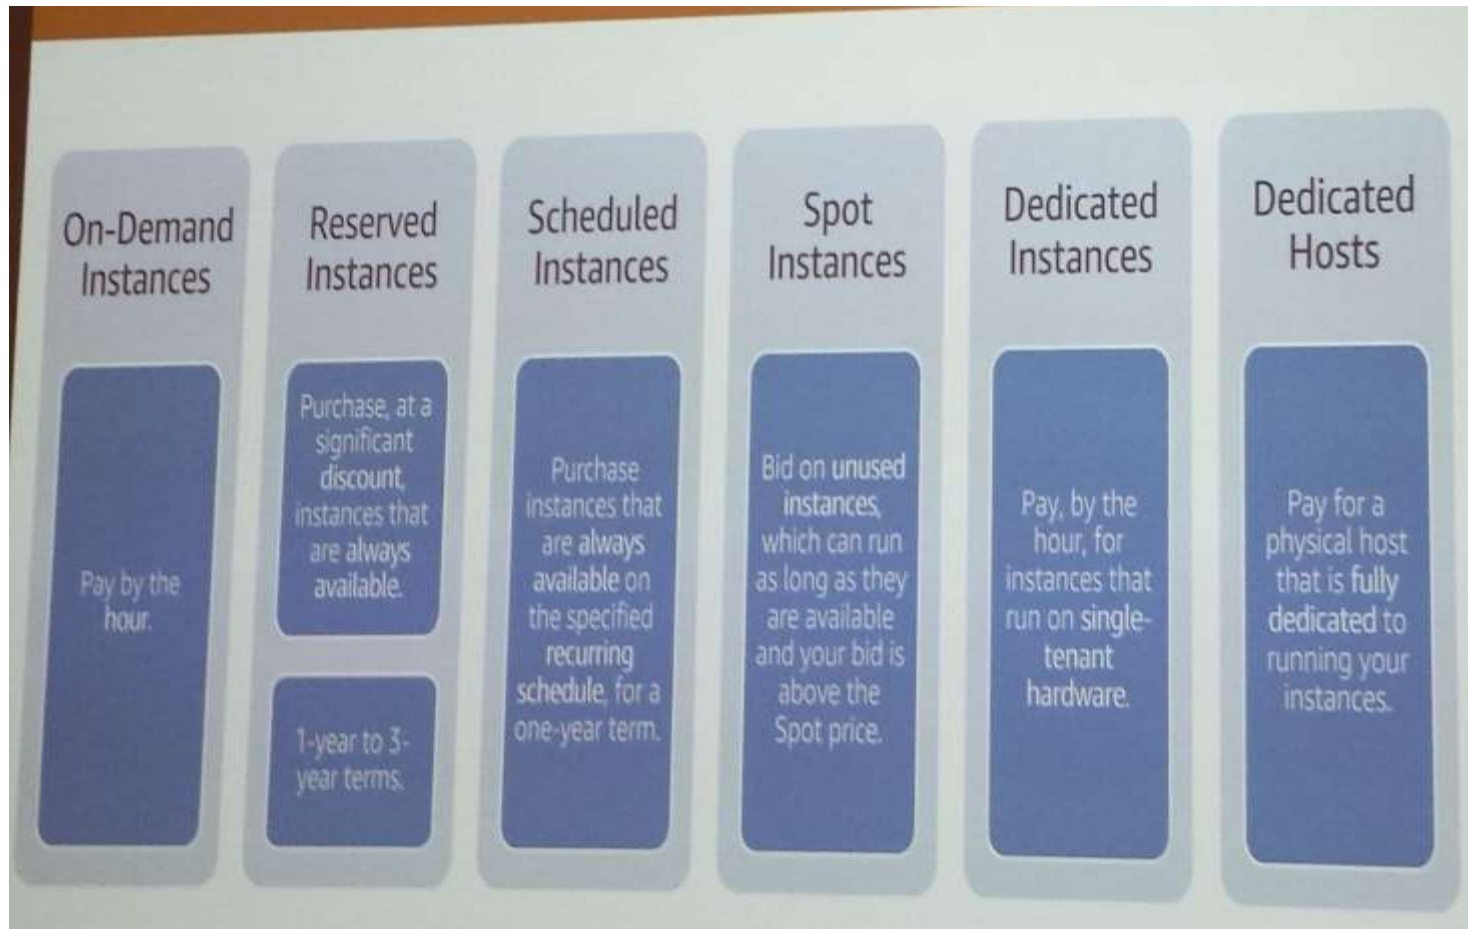 On-Demand
Instances
Pay by the
hour.
Reserved
Instances
Purchase, at a
significant
discount,
instances that
are always
available.
1-year to 3-
year terms.
Scheduled
Instances
Purchase
instances that
are always
available on
the specified
recurring
schedule, for a
one-year term.
Spot
Instances
Bid on unused
instances,
which can run
as long as they
are available
and your bid is
above the
Spot price.
Dedicated
Instances
Pay, by the
hour, for
instances that
run on single-
tenant
hardware.
Dedicated
Hosts
Pay for a
physical host
that is fully
dedicated to
running your
instances.